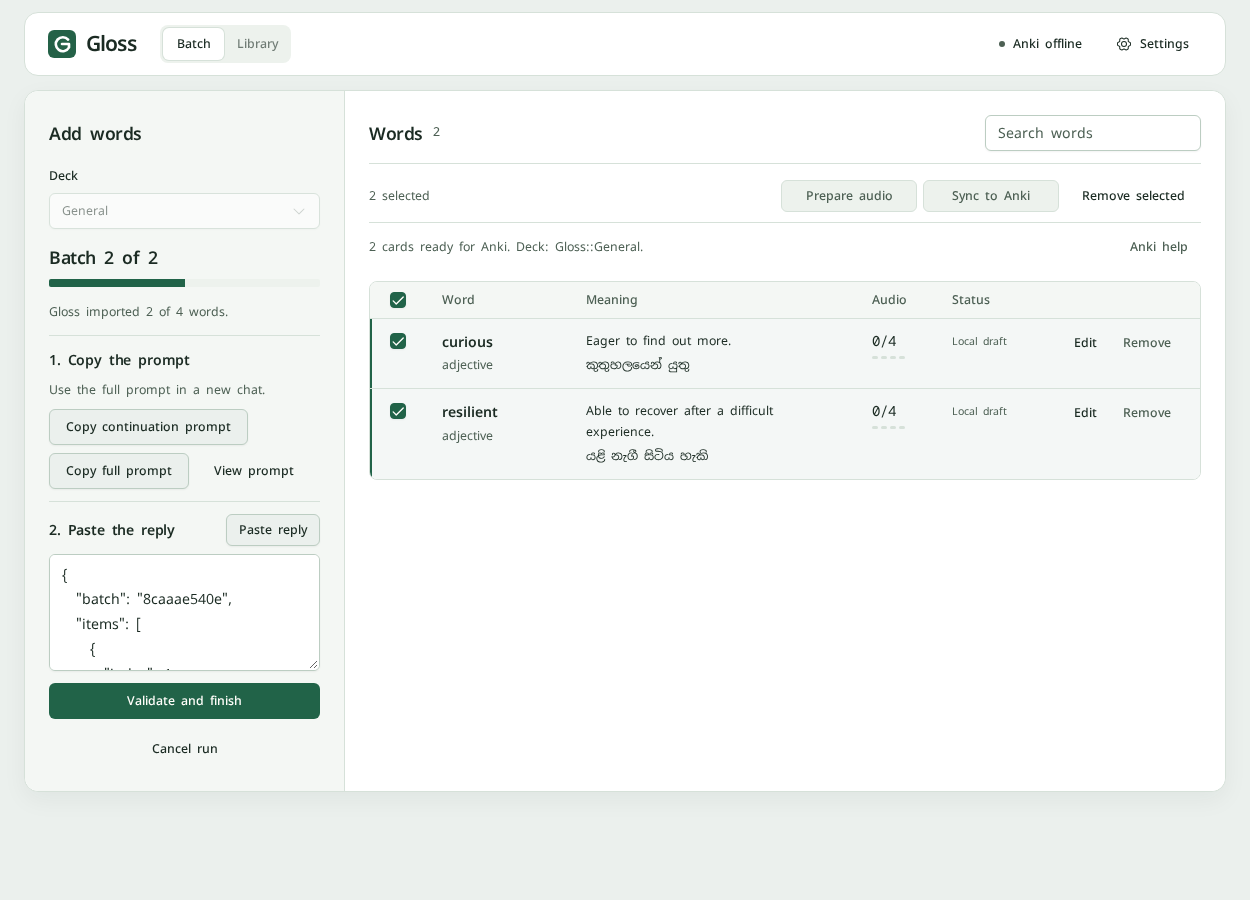 G Gloss Batch Library Anki offline Settings
Add words
Deck
General
Batch 2 of 2
Gloss imported 2 of 4 words.
1. Copy the prompt
Use the full prompt in a new chat.
Copy continuation prompt
Copy full prompt View prompt
2. Paste the reply Paste reply
{
"batch": "8caaae540e",
"items": [
{
Validate and finish
Cancel run
Words 2 Search words
2 selected Prepare audio Sync to Anki Remove selected
2 cards ready for Anki. Deck: Gloss::General. Anki help
Word Meaning Audio Status
curious Eager to find out more. 0/4 Local draft Edit Remove
adjective කුතුහලයෙන් යුතු
resilient Able to recover after a difficult 0/4 Local draft Edit Remove
adjective experience.
යළි නැගී සිටිය හැකි